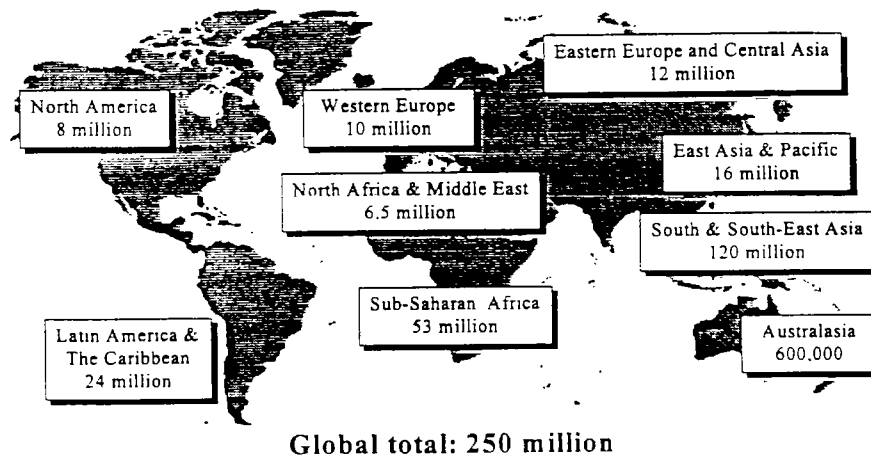 Eastern Europe and Central Asia
12 million
North America
8 million
Western Europe
10 million
East Asia & Pacific
16 million
North Africa & Middle East
6.5 million
South & South-East Asia
120 million
Sub-Saharan Africa
53 million
Latin America &
The Caribbean
24 million
Australasia
600,000
Global total: 250 million